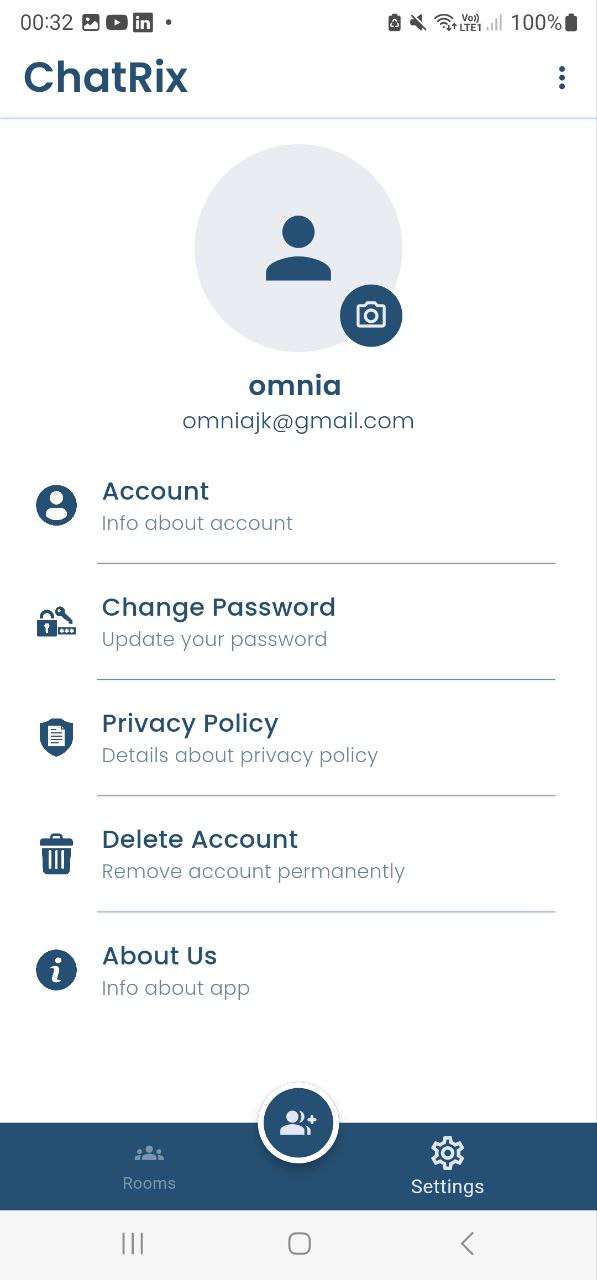 00:32 Vo)) LTE1 100%
ChatRix
omnia
omniajk@gmail.com
Account
Info about account
Change Password
Update your password
Privacy Policy
Details about privacy policy
Delete Account
Remove account permanently
About Us
Info about app
Rooms
Settings